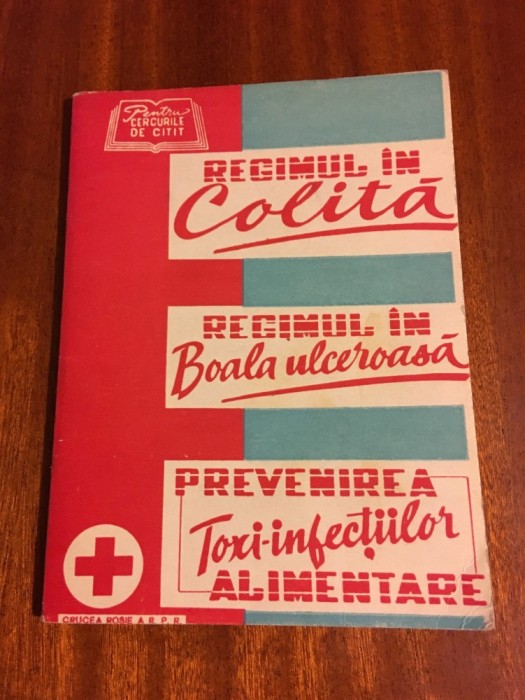 Pentru
CERCURILE
DE CITIT
REGIMUL ÎN
Colită
REGIMUL ÎN
Boala ulceroasă
PREVENIREA
Toxi-infecțiilor
ALIMENTARE
CRUCEA ROȘIE A R. P. R.